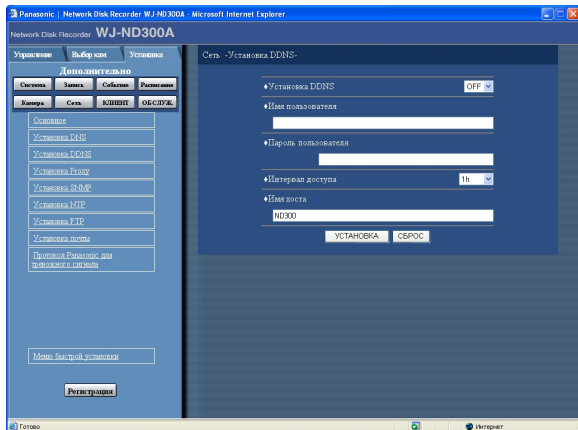 Panasonic | Network Disk Recorder WJ-ND300A - Microsoft Internet Explorer
Network Disk Recorder WJ-ND300A
Управление Выбор кам Установка
Дополнительно
Система Запись Событие Расписание
Камера Сеть КЛИЕНТ ОБСЛУЖ.
Основное
Установка DNS
Установка DDNS
Установка Proxy
Установка SNMP
Установка NTP
Установка FTP
Установка почты
Протокол Panasonic для
тревожного сигнала
Меню быстрой установки
Регистрация
Сеть -Установка DDNS-
♦Установка DDNS OFF
♦Имя пользователя
♦Пароль пользователя
♦Интервал доступа 1h
♦Имя хоста
ND300
УСТАНОВКА СБРОС
Готово Интернет